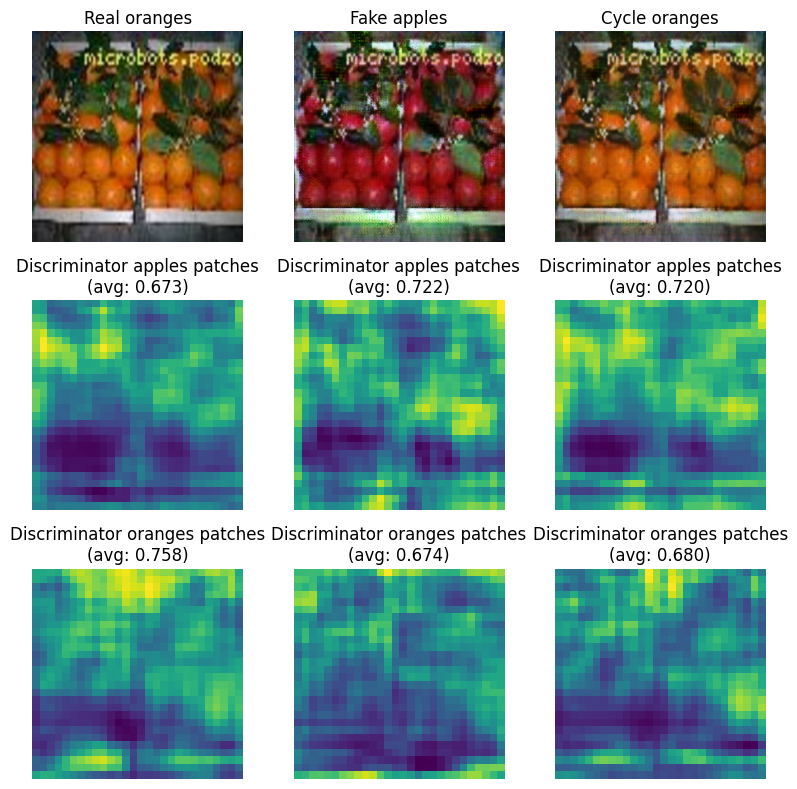 Real oranges
Fake apples
Cycle oranges
microbots.podzo
microbots.podzo
microbots.podzo
Discriminator apples patches
(avg: 0.673)
Discriminator apples patches
(avg: 0.722)
Discriminator apples patches
(avg: 0.720)
Discriminator oranges patches
(avg: 0.758)
Discriminator oranges patches
(avg: 0.674)
Discriminator oranges patches
(avg: 0.680)